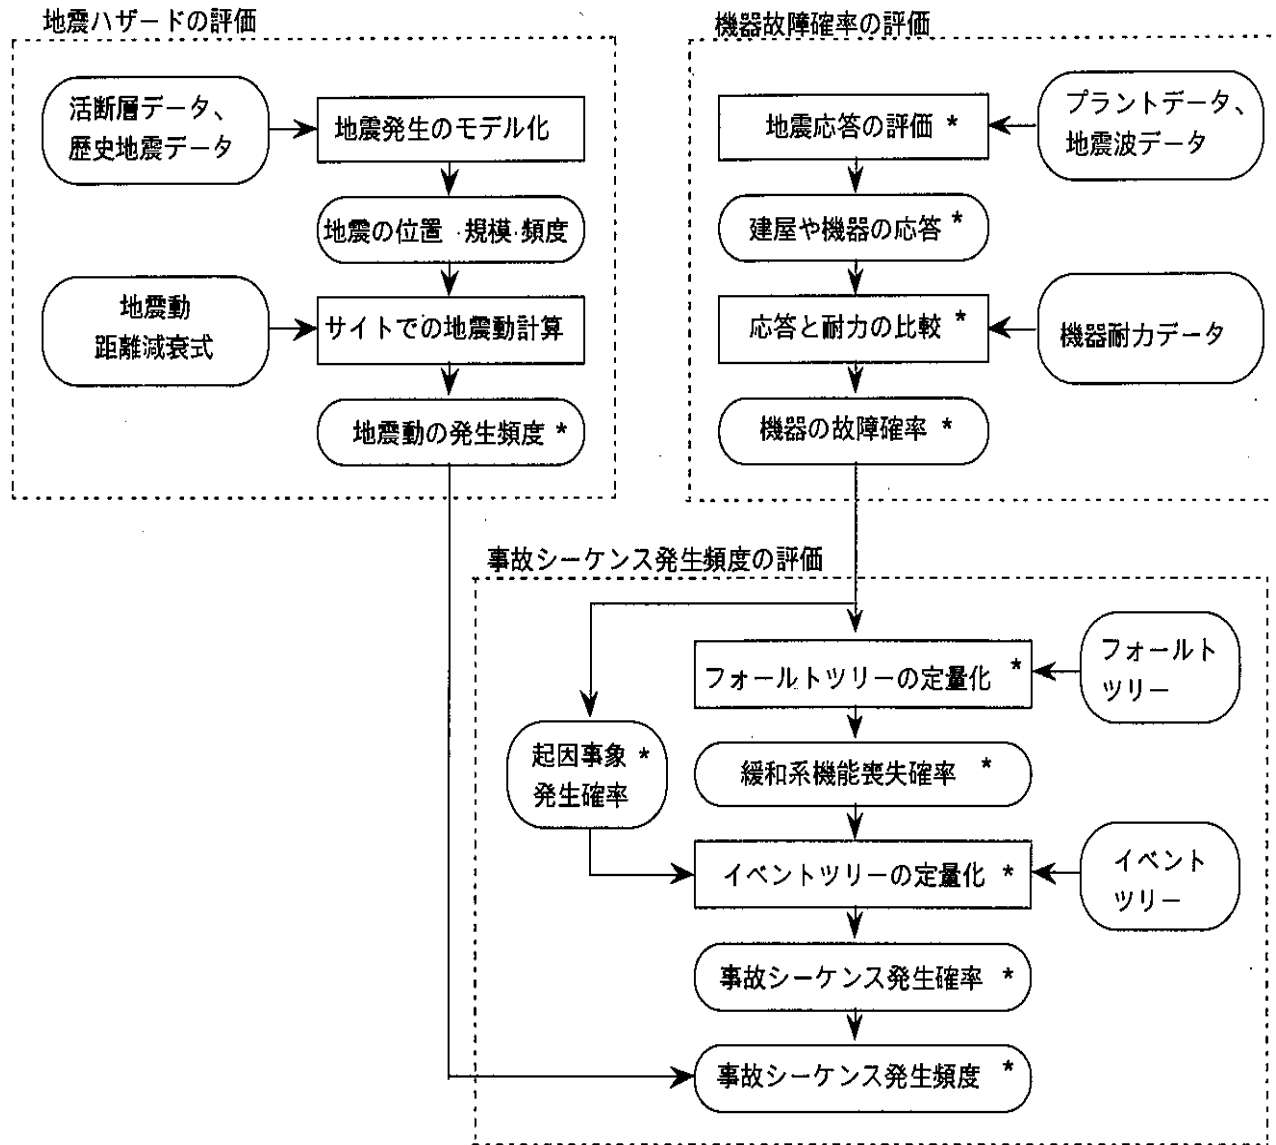 地震ハザードの評価
活断層データ、
歴史地震データ
地震発生のモデル化
地震の位置・規模・頻度
地震動
距離減衰式
サイトでの地震動計算
地震動の発生頻度 *
機器故障確率の評価
地震応答の評価 *
プラントデータ、
地震波データ
建屋や機器の応答 *
応答と耐力の比較 *
機器耐力データ
機器の故障確率 *
事故シーケンス発生頻度の評価
フォールトツリーの定量化 *
フォールト
ツリー
起因事象 *
発生確率
緩和系機能喪失確率 *
イベントツリーの定量化 *
イベント
ツリー
事故シーケンス発生確率 *
事故シーケンス発生頻度 *